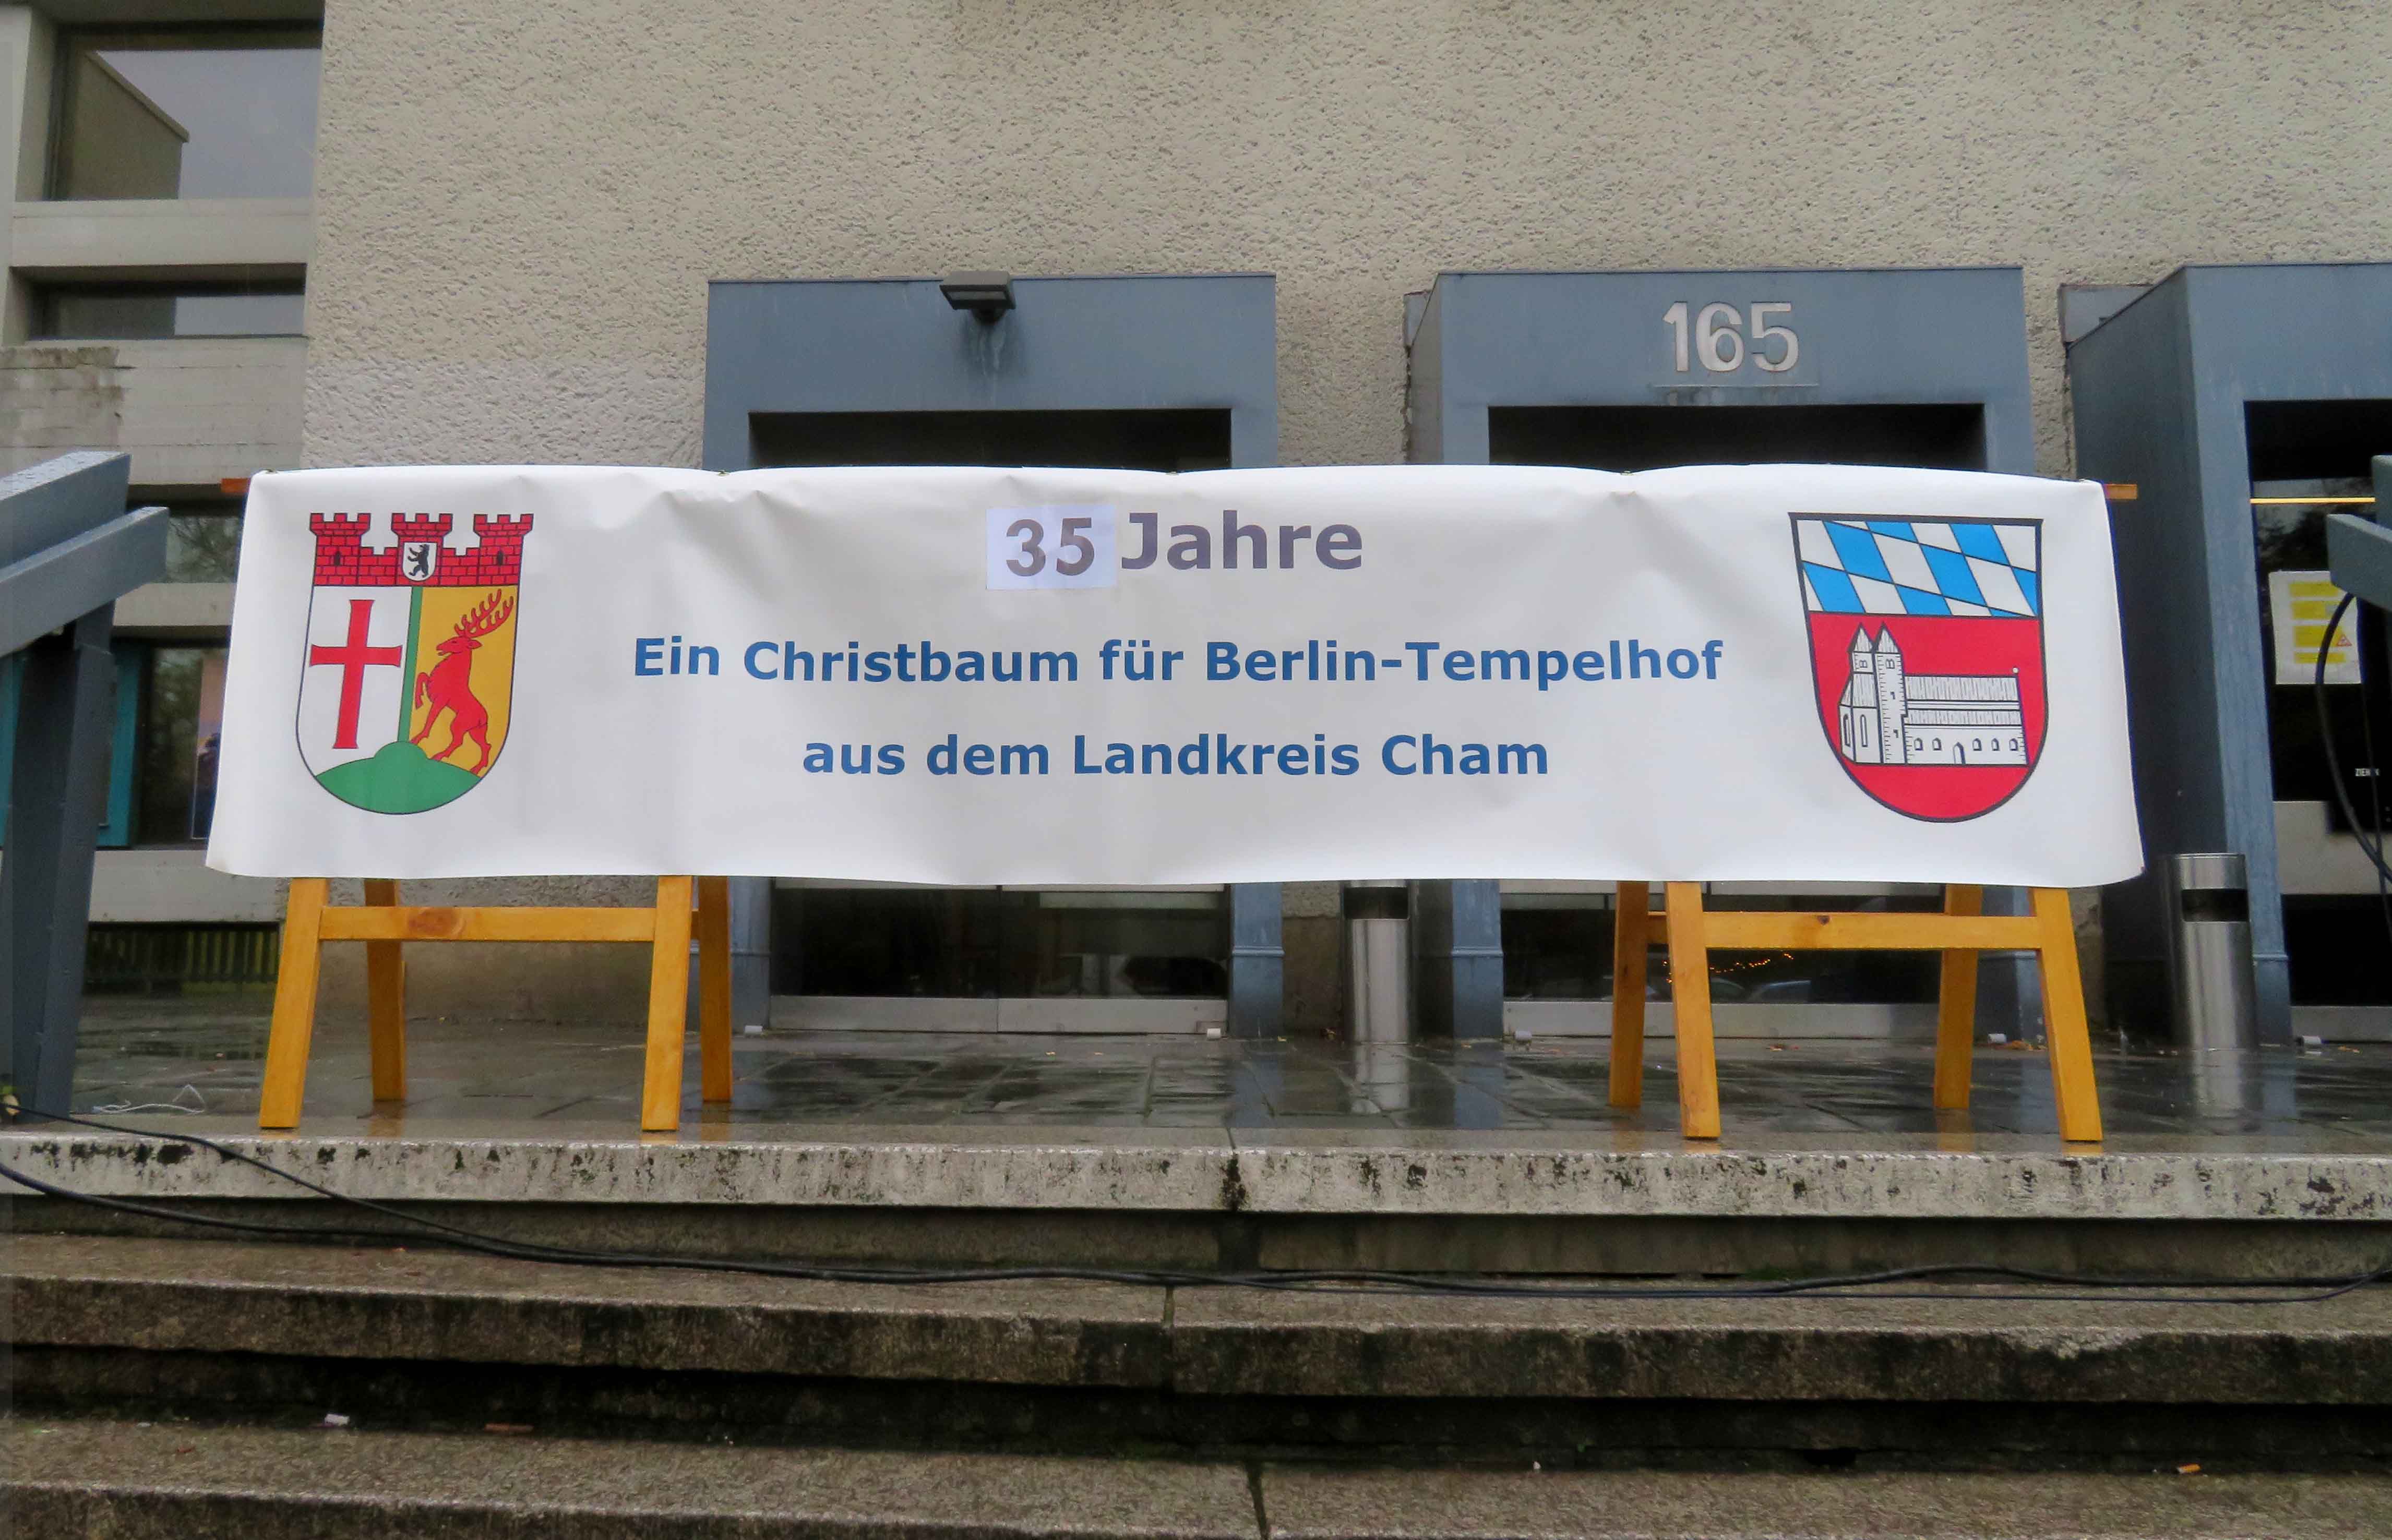 165
35 Jahre
Ein Christbaum für Berlin-Tempelhof
aus dem Landkreis Cham